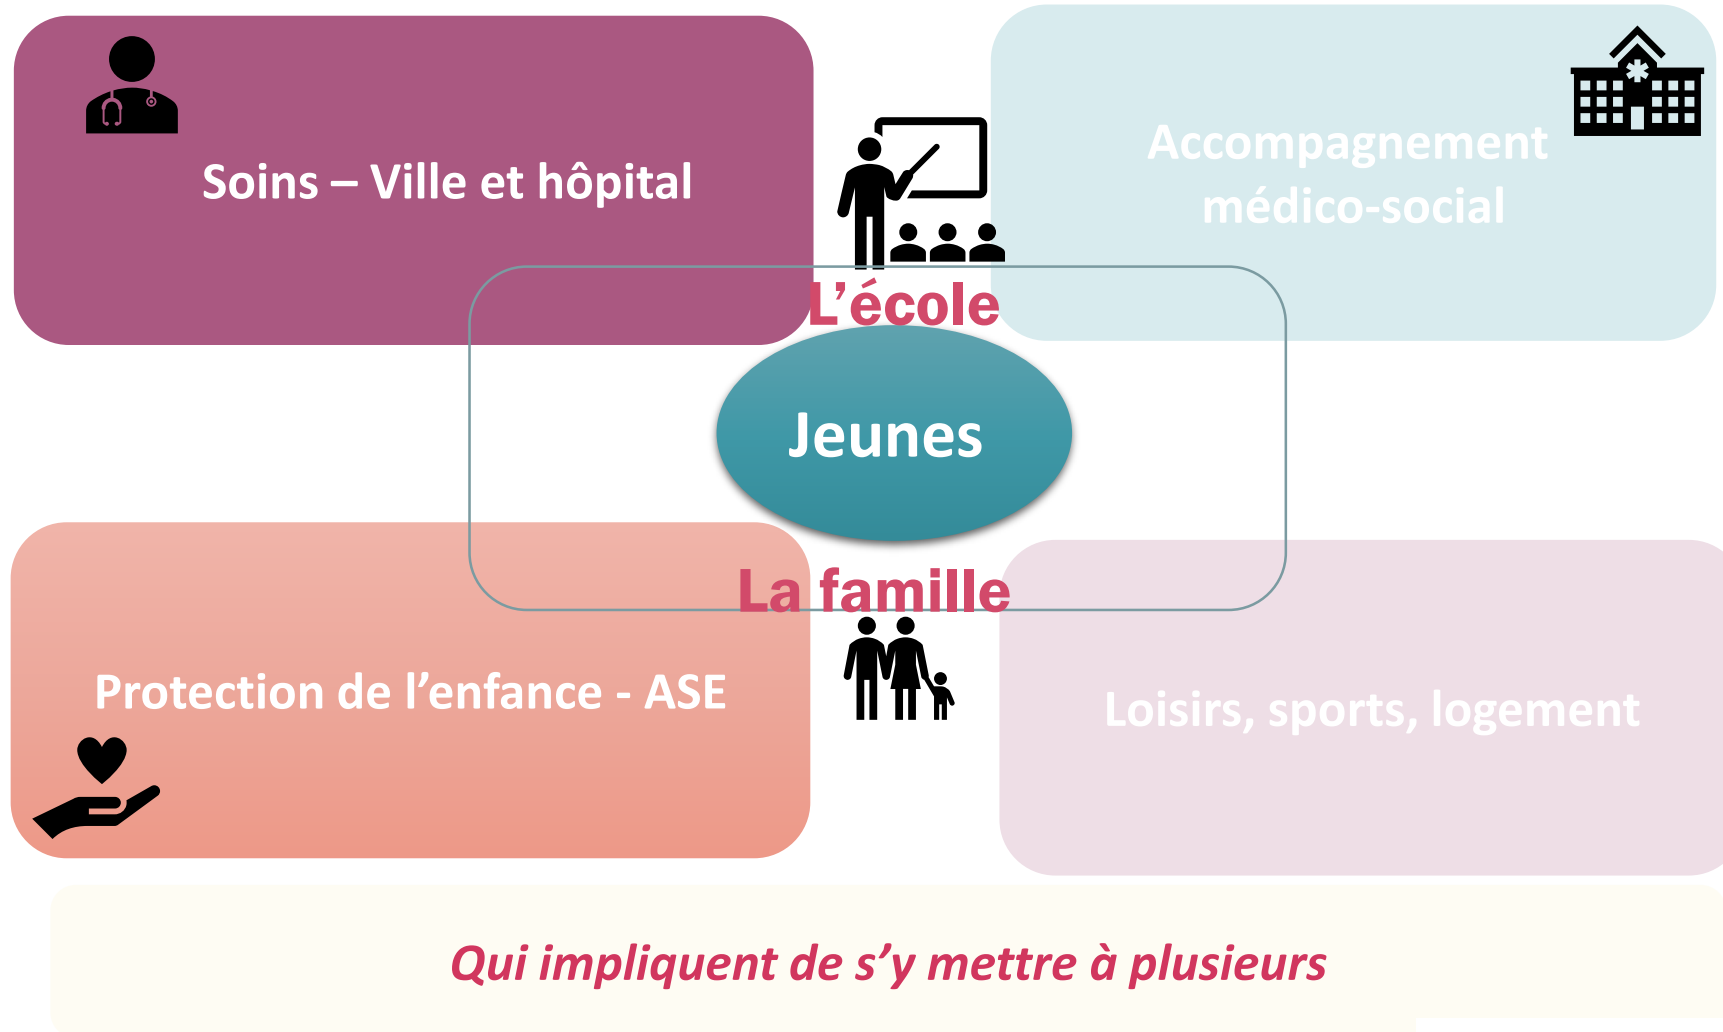 Soins – Ville et hôpital
Accompagnement
médico-social
L’école
Jeunes
La famille
Protection de l’enfance - ASE
Loisirs, sports, logement
Qui impliquent de s’y mettre à plusieurs